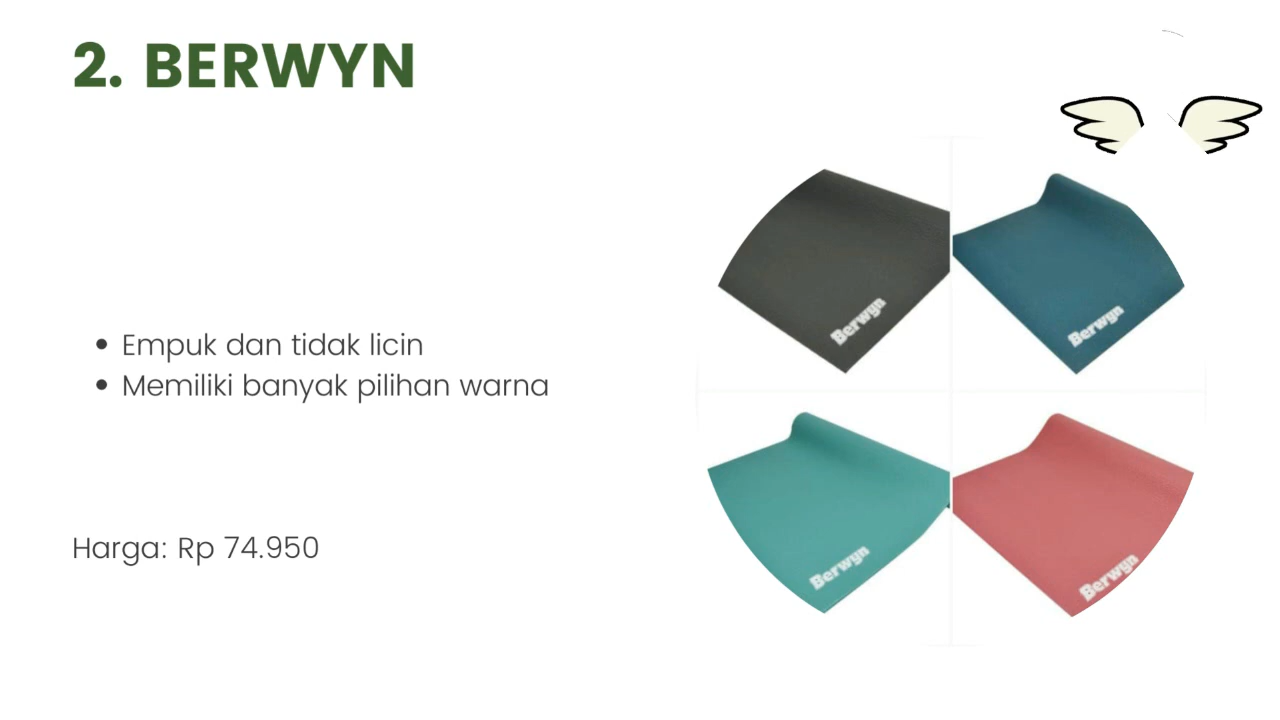 2. BERWYN
Berwyn
Berwyn
• Empuk dan tidak licin
• Memiliki banyak pilihan warna
Harga: Rp 74.950
Berwyn
Berwyn